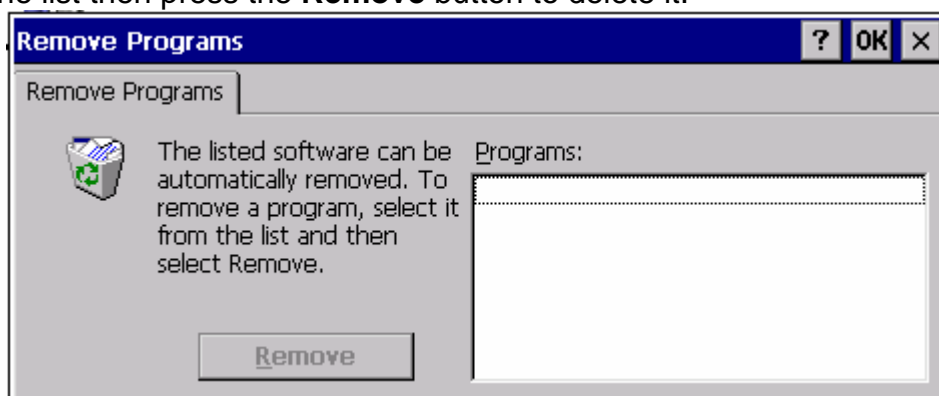 he list then press the Remove button to delete it.
Remove Programs ? OK ×
Remove Programs
The listed software can be
automatically removed. To
remove a program, select it
from the list and then
select Remove.
Programs:
Remove